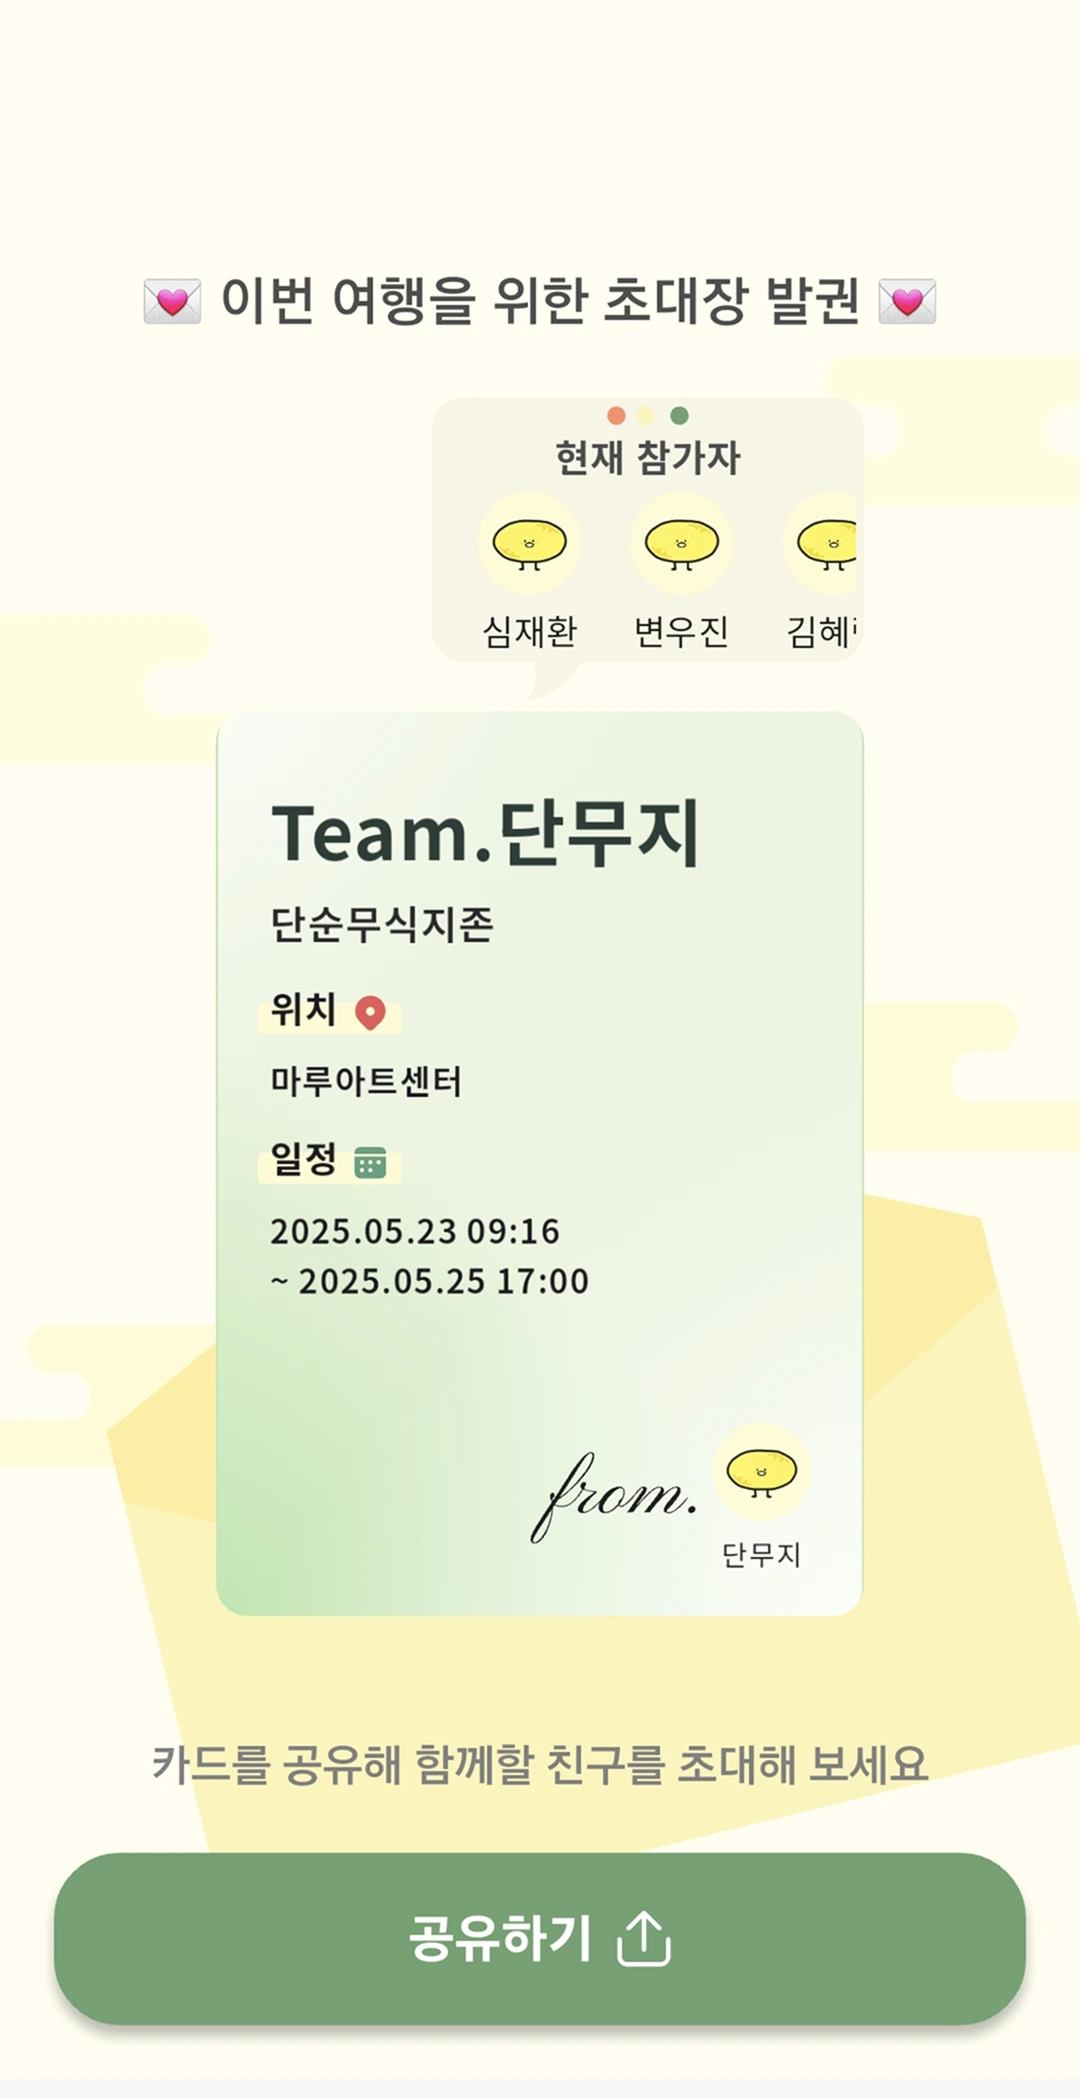 이번 여행을 위한 초대장 발권
현재 참가자
심재환 변우진
Team.단무지
단순무식지존
위치
마루아트센터
일정
2025.05.23 09:16
~ 2025.05.25 17:00
from.
단무지
카드를 공유해 함께할 친구를 초대해 보세요
공유하기